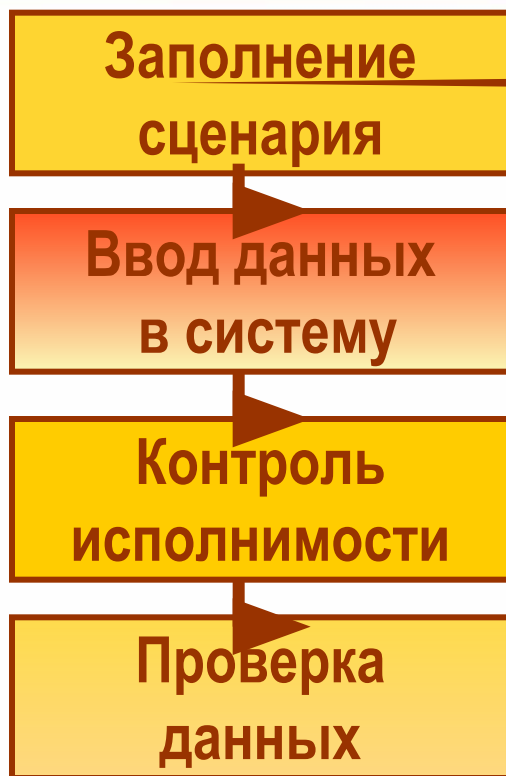 Заполнение
сценария
Ввод данных
в систему
Контроль
исполнимости
Проверка
данных